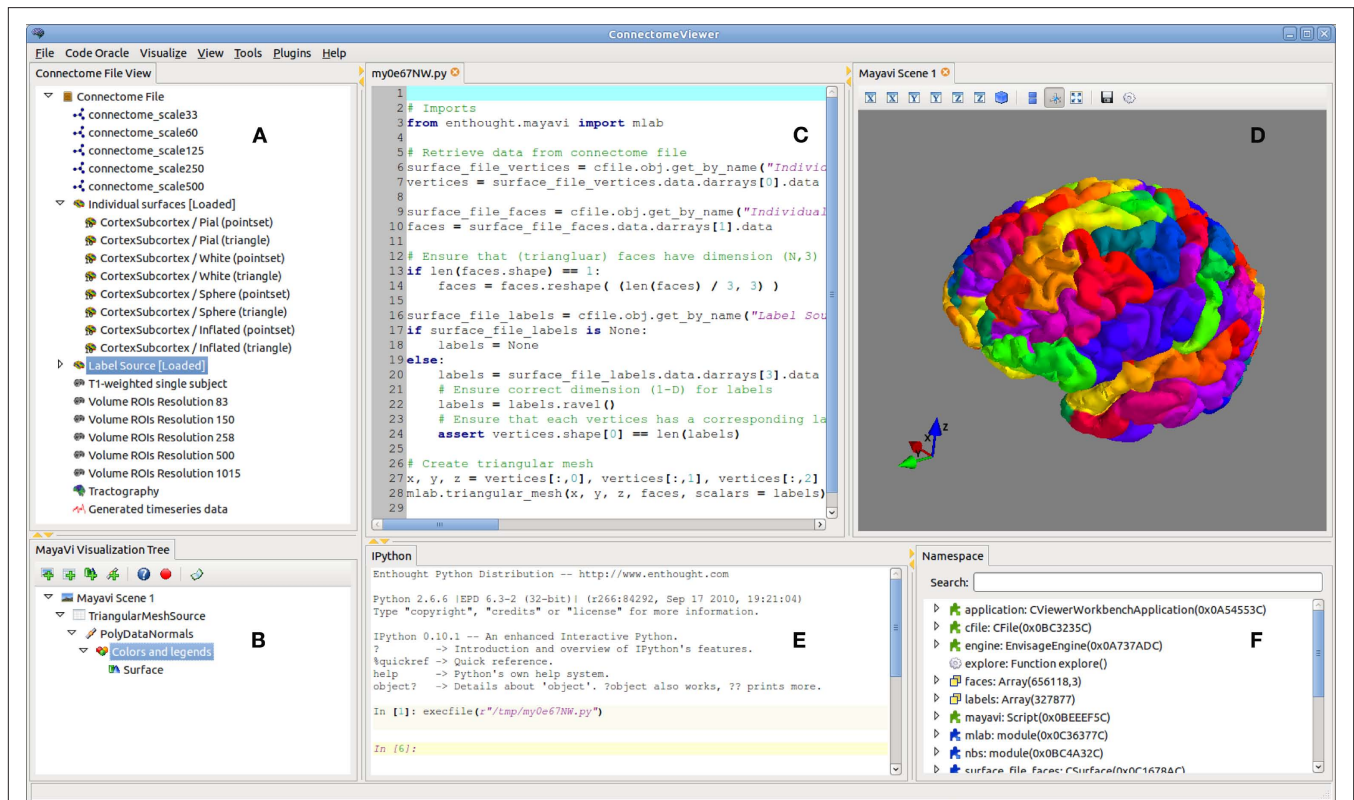 ConnectomeViewer
File Code Oracle Visualize View Tools Plugins Help
Connectome File View
Connectome File
connectome_scale33
connectome_scale60
connectome_scale125
connectome_scale250
connectome_scale500
Individual surfaces [Loaded]
CortexSubcortex / Pial (pointset)
CortexSubcortex / Pial (triangle)
CortexSubcortex / White (pointset)
CortexSubcortex / White (triangle)
CortexSubcortex / Sphere (pointset)
CortexSubcortex / Sphere (triangle)
CortexSubcortex / Inflated (pointset)
CortexSubcortex / Inflated (triangle)
Label Source [Loaded]
T1-weighted single subject
Volume ROIs Resolution 83
Volume ROIs Resolution 150
Volume ROIs Resolution 258
Volume ROIs Resolution 500
Volume ROIs Resolution 1015
Tractography
Generated timeseries data
A
MayaVi Visualization Tree
Mayavi Scene 1
TriangularMeshSource
PolyDataNormals
Colors and legends
Surface
B
my0e67NW.py
1
2 # Imports
3 from enthought.mayavi import mlab
4
5 # Retrieve data from connectome file
6 surface_file_vertices = cfile.obj.get_by_name("Individ
7 vertices = surface_file_vertices.data.darrays[0].data
8
9 surface_file_faces = cfile.obj.get_by_name("Individual
10 faces = surface_file_faces.data.darrays[1].data
11
12 # Ensure that (triangluar) faces have dimension (N,3)
13 if len(faces.shape) == 1:
14 faces = faces.reshape( (len(faces) / 3, 3) )
15
16 surface_file_labels = cfile.obj.get_by_name("Label Sou
17 if surface_file_labels is None:
18 labels = None
19 else:
20 labels = surface_file_labels.data.darrays[3].data
21 # Ensure correct dimension (1-D) for labels
22 labels = labels.ravel()
23 # Ensure that each vertices has a corresponding la
24 assert vertices.shape[0] == len(labels)
25
26 # Create triangular mesh
27 x, y, z = vertices[:,0], vertices[:,1], vertices[:,2]
28 mlab.triangular_mesh(x, y, z, faces, scalars = labels)
29
C
Mayavi Scene 1
X X Y Y Z Z
D
X
Z
IPython
Enthought Python Distribution -- http://www.enthought.com
Python 2.6.6 |EPD 6.3-2 (32-bit)| (r266:84292, Sep 17 2010, 19:21:04)
Type "copyright", "credits" or "license" for more information.
IPython 0.10.1 -- An enhanced Interactive Python.
? -> Introduction and overview of IPython's features.
%quickref -> Quick reference.
help -> Python's own help system.
object? -> Details about 'object'. ?object also works, ?? prints more.
In [1]: execfile(r"/tmp/my0e67NW.py")
In [6]:
E
Namespace
Search:
application: CViewerWorkbenchApplication(0x0A54553C)
cfile: CFile(0x0BC3235C)
engine: EnvisageEngine(0x0A737ADC)
explore: Function explore()
faces: Array(656118,3)
labels: Array(327877)
mayavi: Script(0x0BEEEF5C)
mlab: module(0x0C36377C)
nbs: module(0x0BC4A32C)
surface_file_faces: CSurface(0x0C1678AC)
F